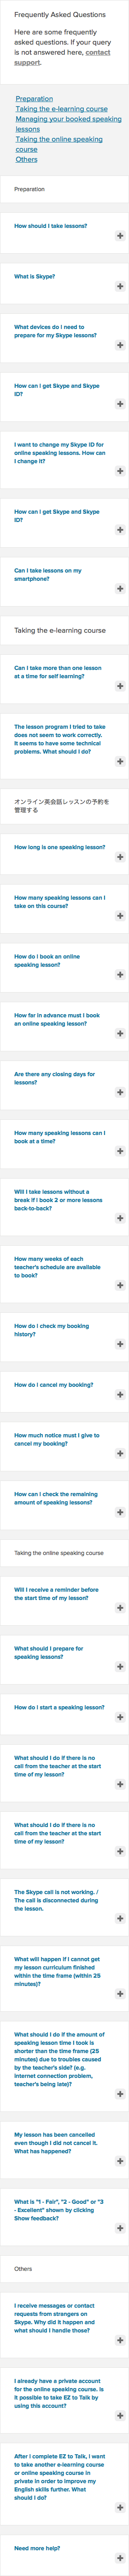 Frequently Asked Questions
Here are some frequently
asked questions. If your query
is not answered here, contact
support.
Preparation
Taking the e-learning course
Managing your booked speaking
lessons
Taking the online speaking
course
Others
Preparation
How should I take lessons?
What is Skype?
What devices do I need to
prepare for my Skype lessons?
How can I get Skype and Skype
ID?
I want to change my Skype ID for
online speaking lessons. How can
I change it?
How can I get Skype and Skype
ID?
Can I take lessons on my
smartphone?
Taking the e-learning course
Can I take more than one lesson
at a time for self learning?
The lesson program I tried to take
does not seem to work correctly.
It seems to have some technical
problems. What should I do?
オンライン英会話レッスンの予約を
管理する
How long is one speaking lesson?
How many speaking lessons can I
take on this course?
How do I book an online
speaking lesson?
How far in advance must I book
an online speaking lesson?
Are there any closing days for
lessons?
How many speaking lessons can I
book at a time?
Will I take lessons without a
break if I book 2 or more lessons
back-to-back?
How many weeks of each
teacher's schedule are available
to book?
How do I check my booking
history?
How do I cancel my booking?
How much notice must I give to
cancel my booking?
How can I check the remaining
amount of speaking lessons?
Taking the online speaking course
Will I receive a reminder before
the start time of my lesson?
What should I prepare for
speaking lessons?
How do I start a speaking lesson?
What should I do if there is no
call from the teacher at the start
time of my lesson?
What should I do if there is no
call from the teacher at the start
time of my lesson?
The Skype call is not working. /
The call is disconnected during
the lesson.
What will happen if I cannot get
my lesson curriculum finished
within the time frame (within 25
minutes)?
What should I do if the amount of
speaking lesson time I took is
shorter than the time frame (25
minutes) due to troubles caused
by the teacher's side? (e.g.
internet connection problem,
teacher's being late)?
My lesson has been cancelled
even though I did not cancel it.
What has happened?
What is "1 - Fair", "2 - Good" or "3
- Excellent" shown by clicking
Show feedback?
Others
I receive messages or contact
requests from strangers on
Skype. Why did it happen and
what should I handle those?
I already have a private account
for the online speaking course. Is
it possible to take EZ to Talk by
using this account?
After I complete EZ to Talk, I want
to take another e-learning course
or online speaking course in
private in order to improve my
English skills further. What
should I do?
Need more help?